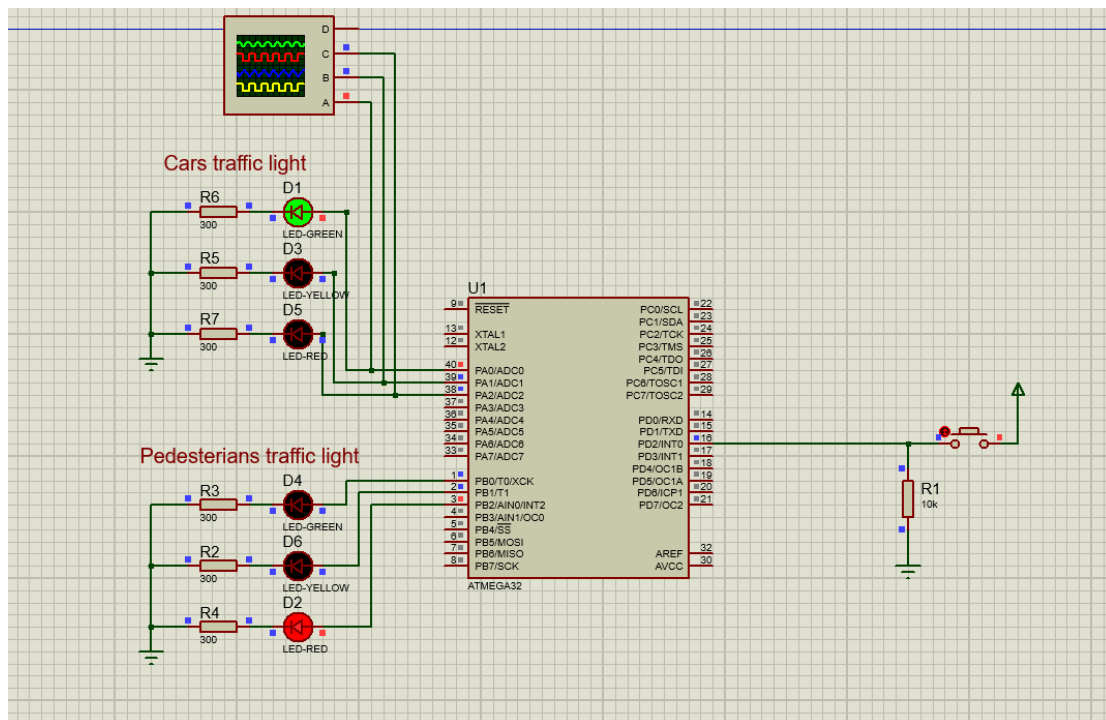 D
C
B
A
Cars traffic light
R6
300
D1
LED-GREEN
R5
300
D3
LED-YELLOW
R7
300
D5
LED-RED
Pedesterians traffic light
R3
300
D4
LED-GREEN
R2
300
D6
LED-YELLOW
R4
300
D2
LED-RED
U1
9 RESET
13 XTAL1
12 XTAL2
40 PA0/ADC0
39 PA1/ADC1
38 PA2/ADC2
37 PA3/ADC3
36 PA4/ADC4
35 PA5/ADC5
34 PA6/ADC6
33 PA7/ADC7
1 PB0/T0/XCK
2 PB1/T1
3 PB2/AIN0/INT2
4 PB3/AIN1/OC0
5 PB4/SS
6 PB5/MOSI
7 PB6/MISO
8 PB7/SCK
PC0/SCL 22
PC1/SDA 23
PC2/TCK 24
PC3/TMS 25
PC4/TDO 26
PC5/TDI 27
PC6/TOSC1 28
PC7/TOSC2 29
PD0/RXD 14
PD1/TXD 15
PD2/INT0 16
PD3/INT1 17
PD4/OC1B 18
PD5/OC1A 19
PD6/ICP1 20
PD7/OC2 21
AREF 32
AVCC 30
ATMEGA32
R1
10k